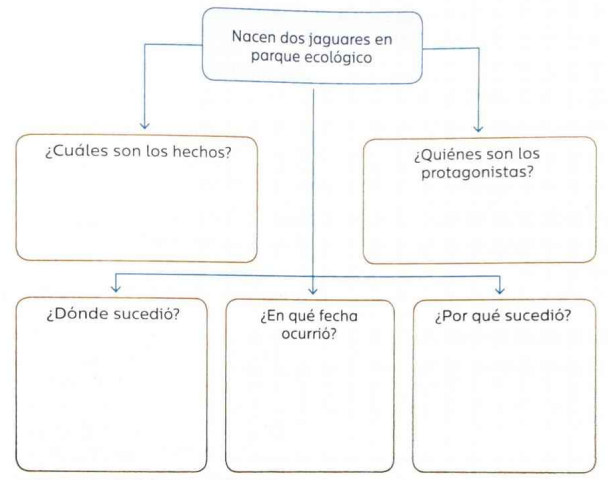 Nacen dos jaguares en
parque ecológico
¿Cuáles son los hechos?
¿Quiénes son los
protagonistas?
¿Dónde sucedió?
¿En qué fecha
ocurrió?
¿Por qué sucedió?